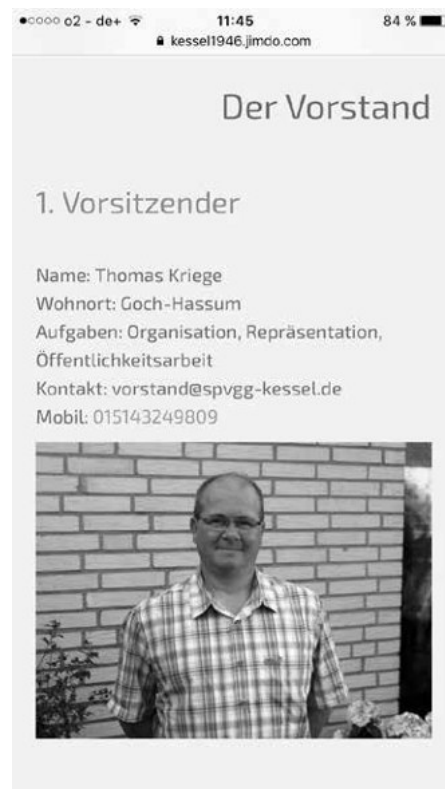 o2 - de+ 11:45 84 %
kessel1946.jimdo.com
Der Vorstand
1. Vorsitzender
Name: Thomas Kriege
Wohnort: Goch-Hassum
Aufgaben: Organisation, Repräsentation,
Öffentlichkeitsarbeit
Kontakt: vorstand@spvgg-kessel.de
Mobil: 015143249809